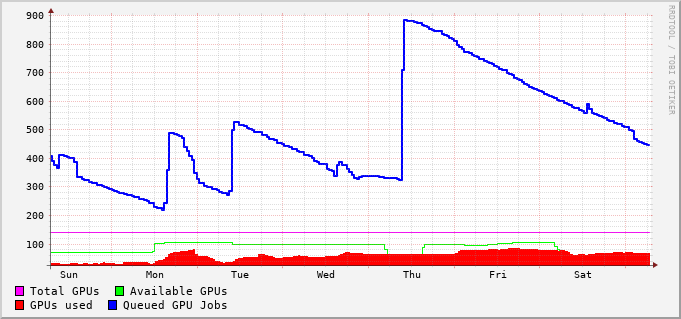 RRDTOOL / TOBI OETIKER
900
800
700
600
500
400
300
200
100
Sun Mon Tue Wed Thu Fri Sat
Total GPUs Available GPUs
GPUs used Queued GPU Jobs